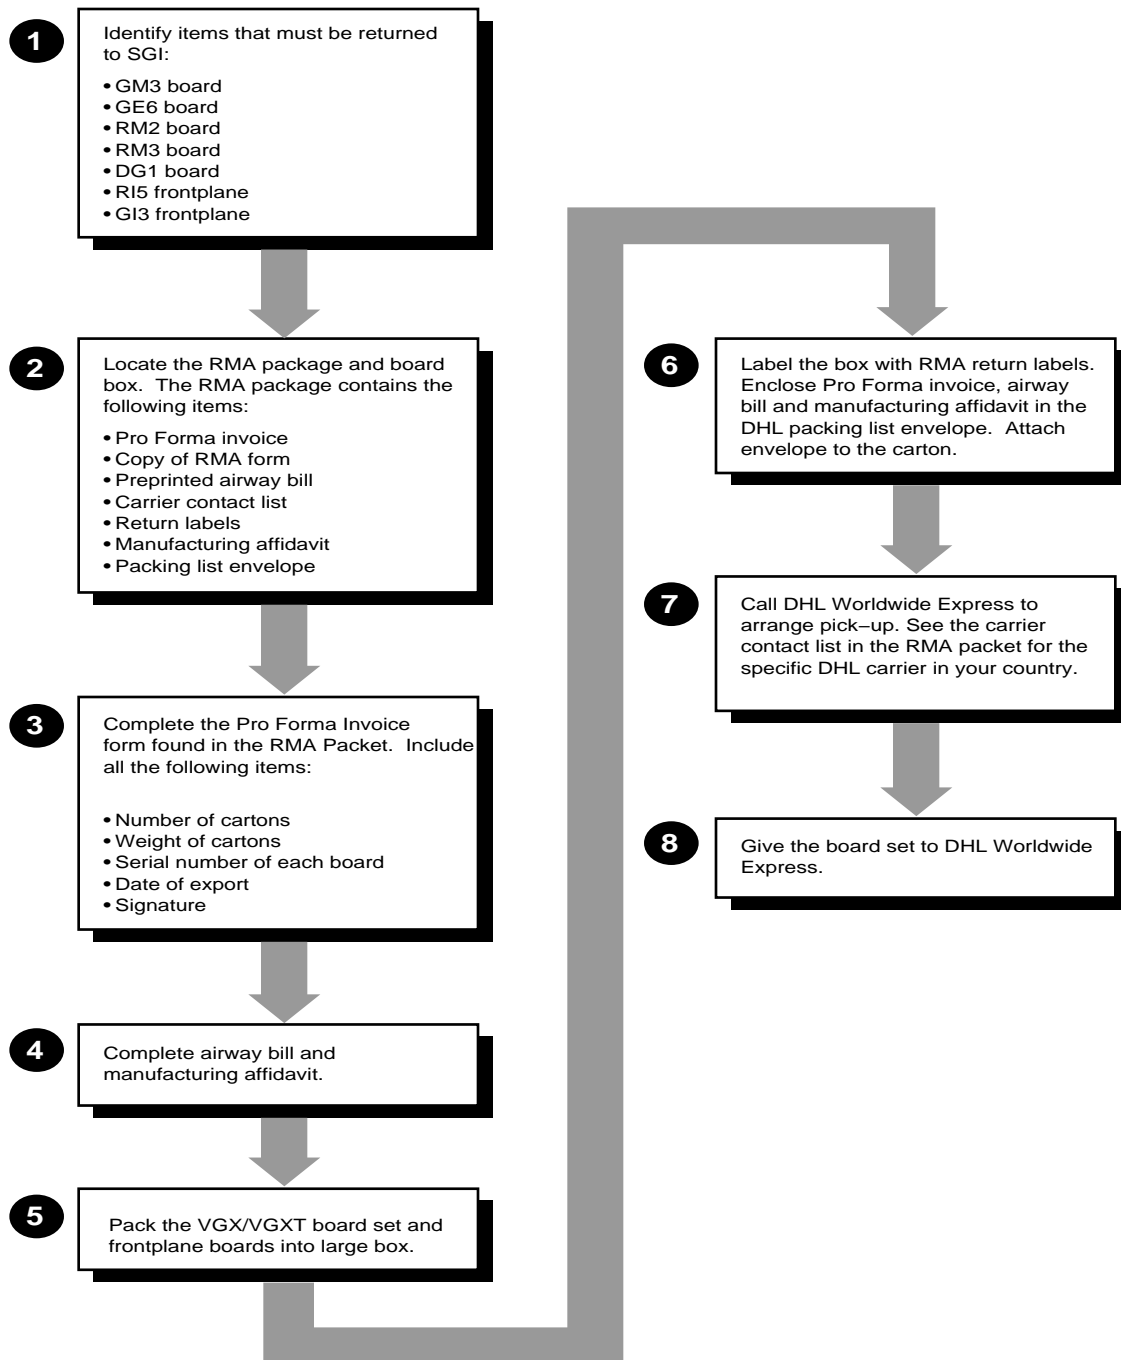 1
Identify items that must be returned
to SGI:
• GM3 board
• GE6 board
• RM2 board
• RM3 board
• DG1 board
• RI5 frontplane
• GI3 frontplane
2
Locate the RMA package and board
box.  The RMA package contains the
following items:
• Pro Forma invoice
• Copy of RMA form
• Preprinted airway bill
• Carrier contact list
• Return labels
• Manufacturing affidavit
• Packing list envelope
3
Complete the Pro Forma Invoice
form found in the RMA Packet.  Include
all the following items:
• Number of cartons
• Weight of cartons
• Serial number of each board
• Date of export
• Signature
4
Complete airway bill and
manufacturing affidavit.
5
Pack the VGX/VGXT board set and
frontplane boards into large box.
6
Label the box with RMA return labels.
Enclose Pro Forma invoice, airway
bill and manufacturing affidavit in the
DHL packing list envelope.  Attach
envelope to the carton.
7
Call DHL Worldwide Express to
arrange pick−up. See the carrier
contact list in the RMA packet for the
specific DHL carrier in your country.
8
Give the board set to DHL Worldwide
Express.